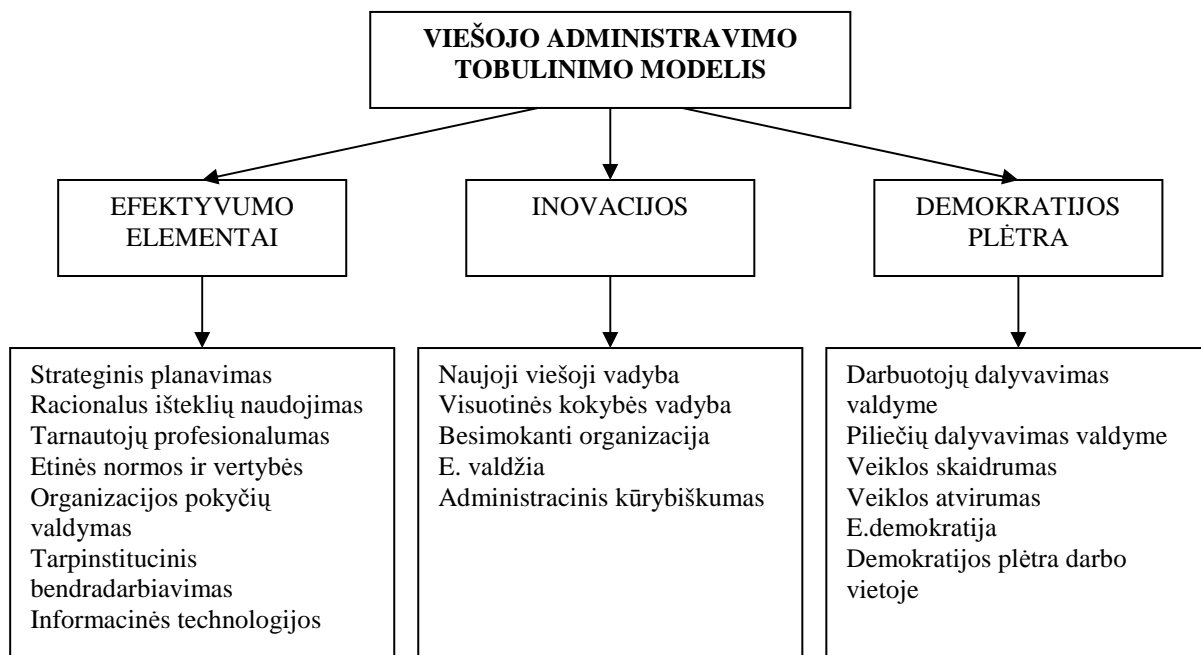 VIEŠOJO ADMINISTRAVIMO
TOBULINIMO MODELIS
EFEKTYVUMO
ELEMENTAI
INOVACIJOS
DEMOKRATIJOS
PLĖTRA
Strateginis planavimas
Racionalus išteklių naudojimas
Tarnautojų profesionalumas
Etinės normos ir vertybės
Organizacijos pokyčių
valdymas
Tarpinstitucinis
bendradarbiavimas
Informacinės technologijos
Naujoji viešoji vadyba
Visuotinės kokybės vadyba
Besimokanti organizacija
E. valdžia
Administracinis kūrybiškumas
Darbuotojų dalyvavimas
valdyme
Piliečių dalyvavimas valdyme
Veiklos skaidrumas
Veiklos atvirumas
E.demokratija
Demokratijos plėtra darbo
vietoje